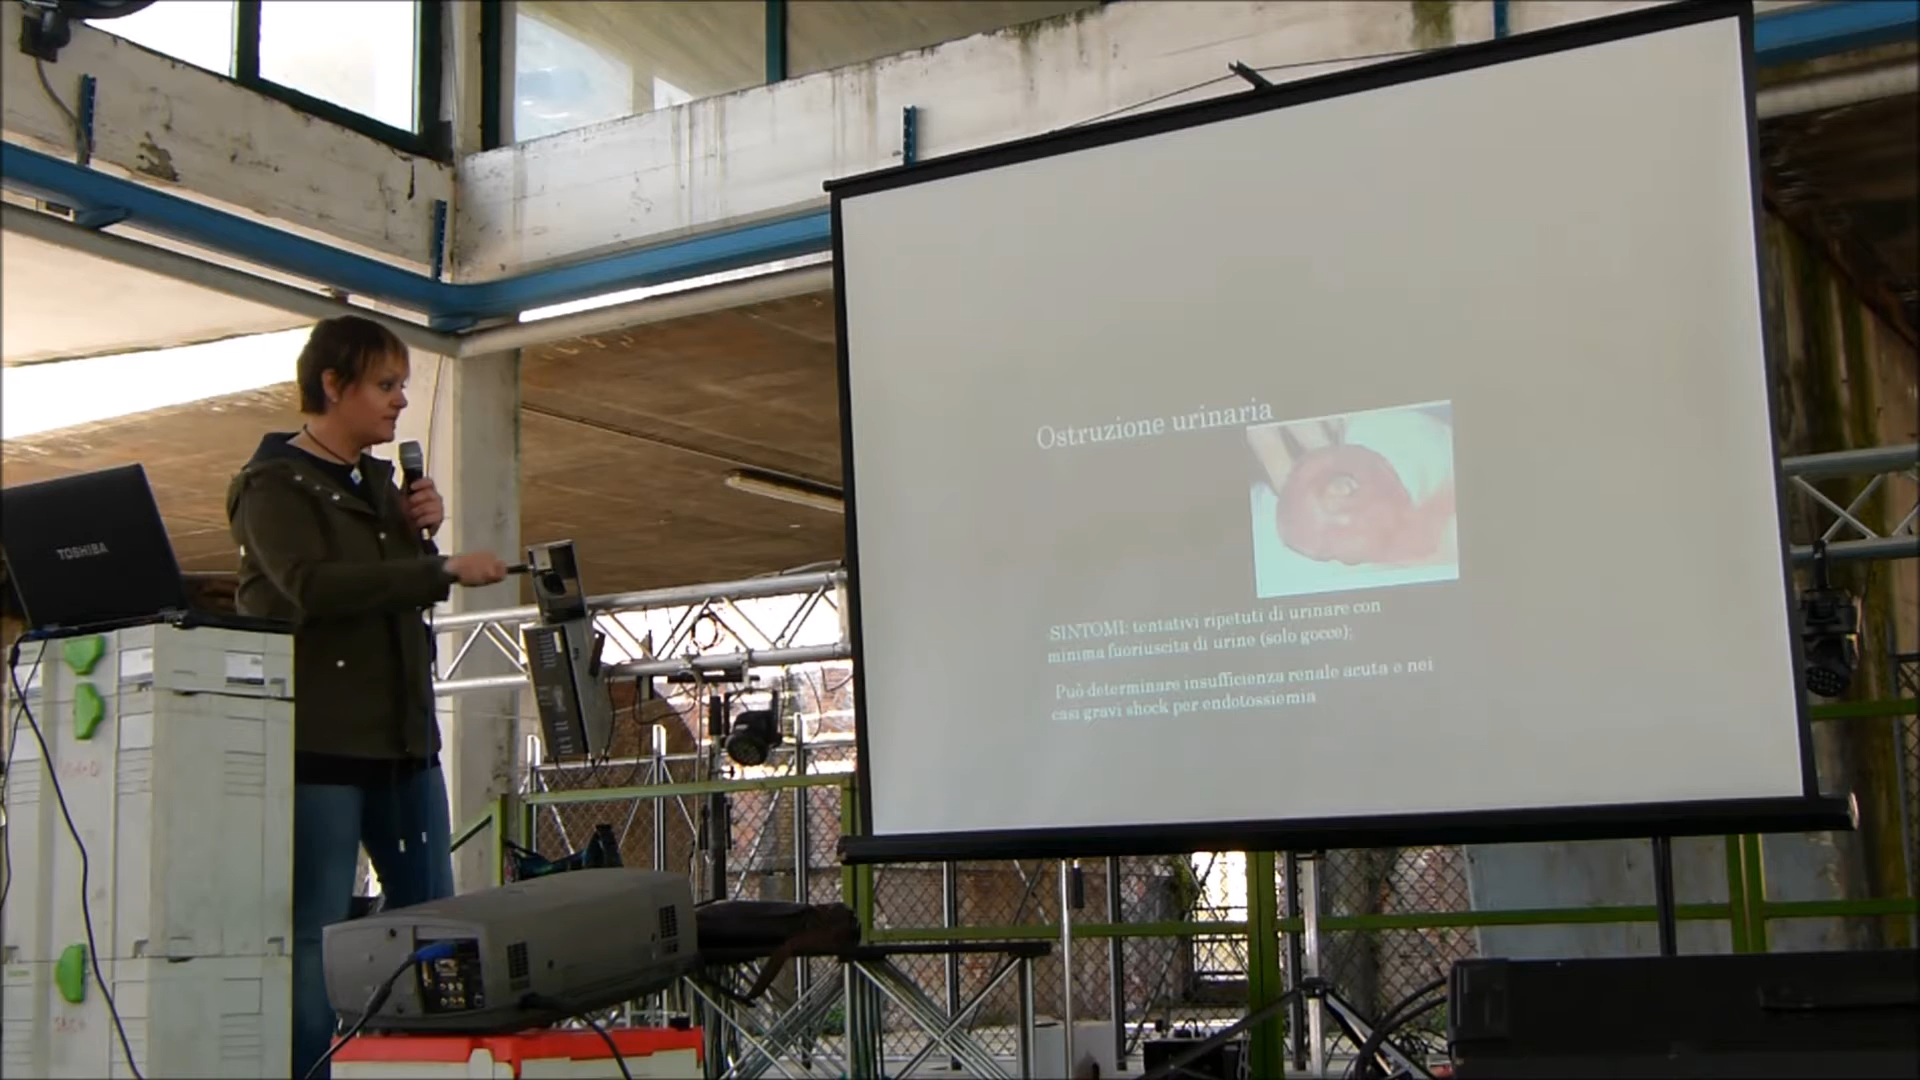 Ostruzione urinaria
SINTOMI: tentativi ripetuti di urinare con
minima fuoriuscita di urine (solo gocce);
Può determinare insufficienza renale acuta e nei
casi gravi shock per endotossiemia
TOSHIBA